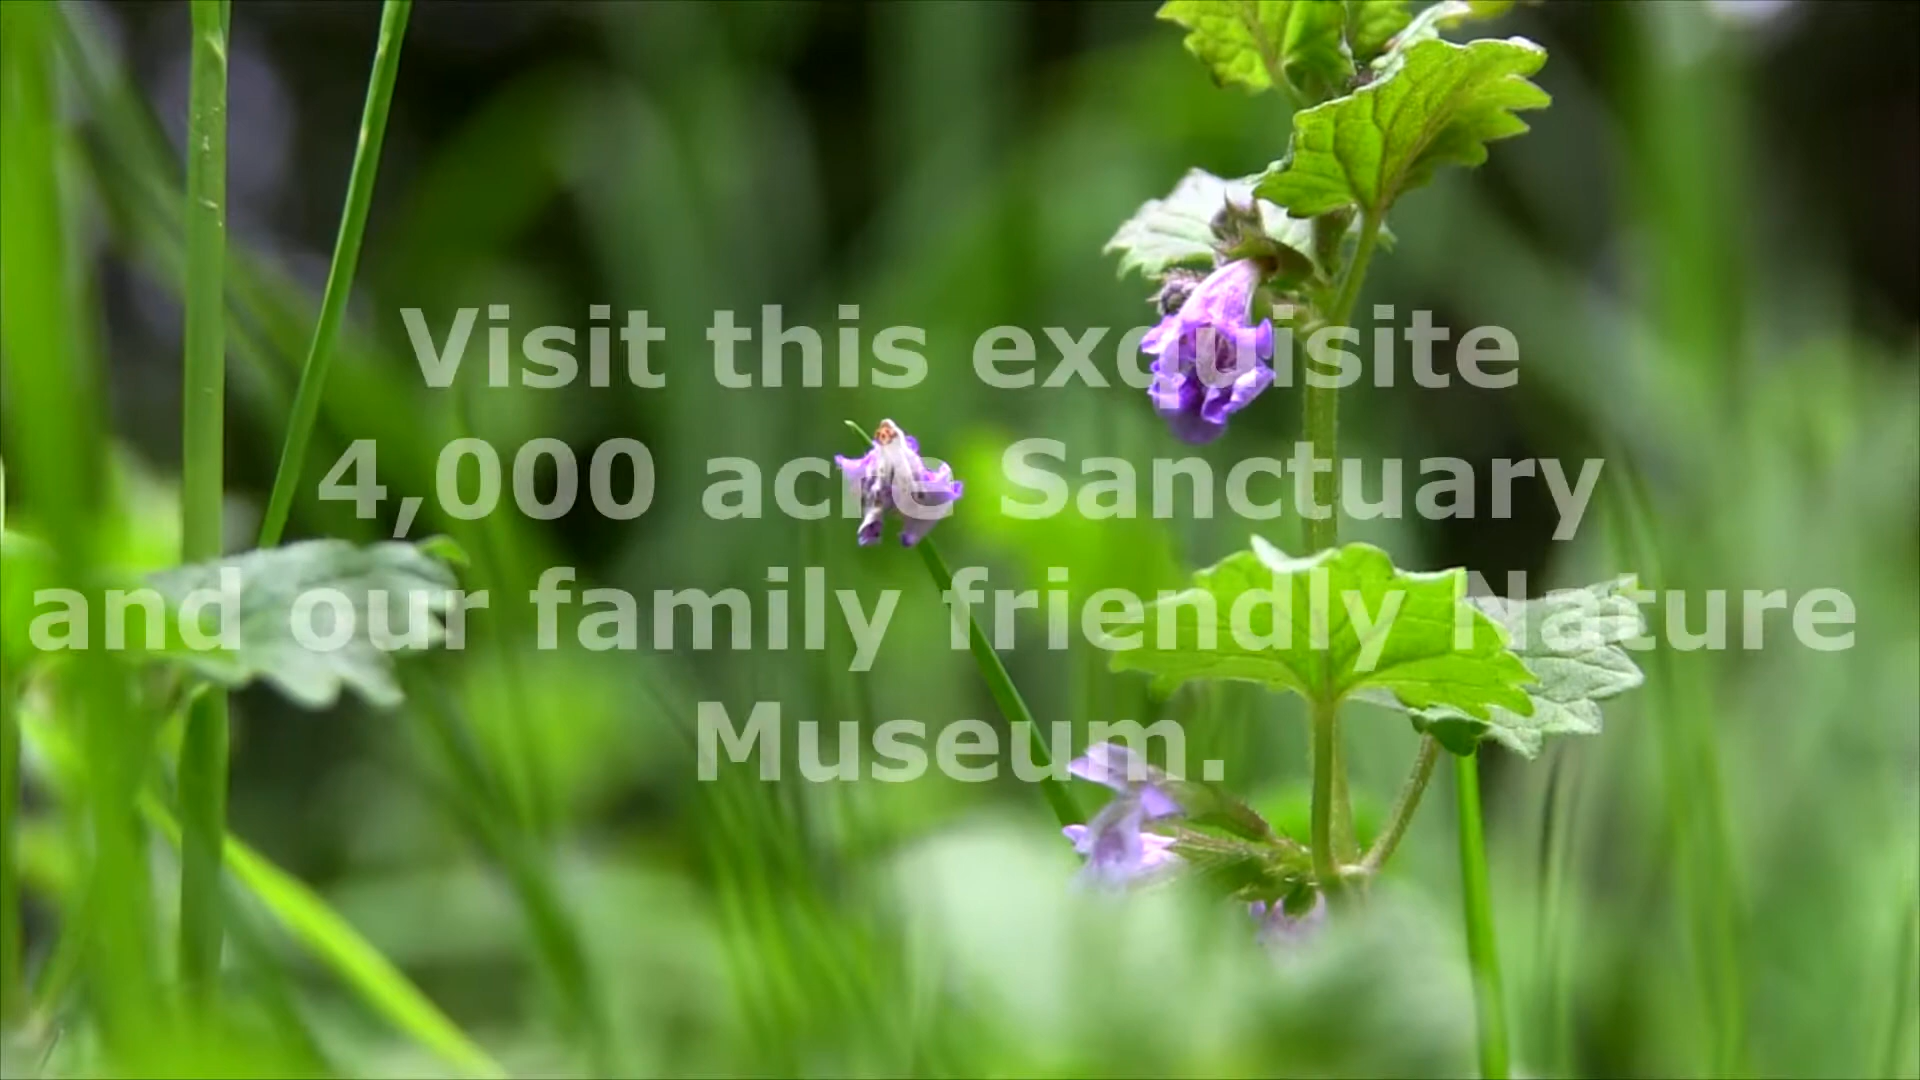 Visit this exquisite
4,000 acre Sanctuary
and our family friendly Nature
Museum.